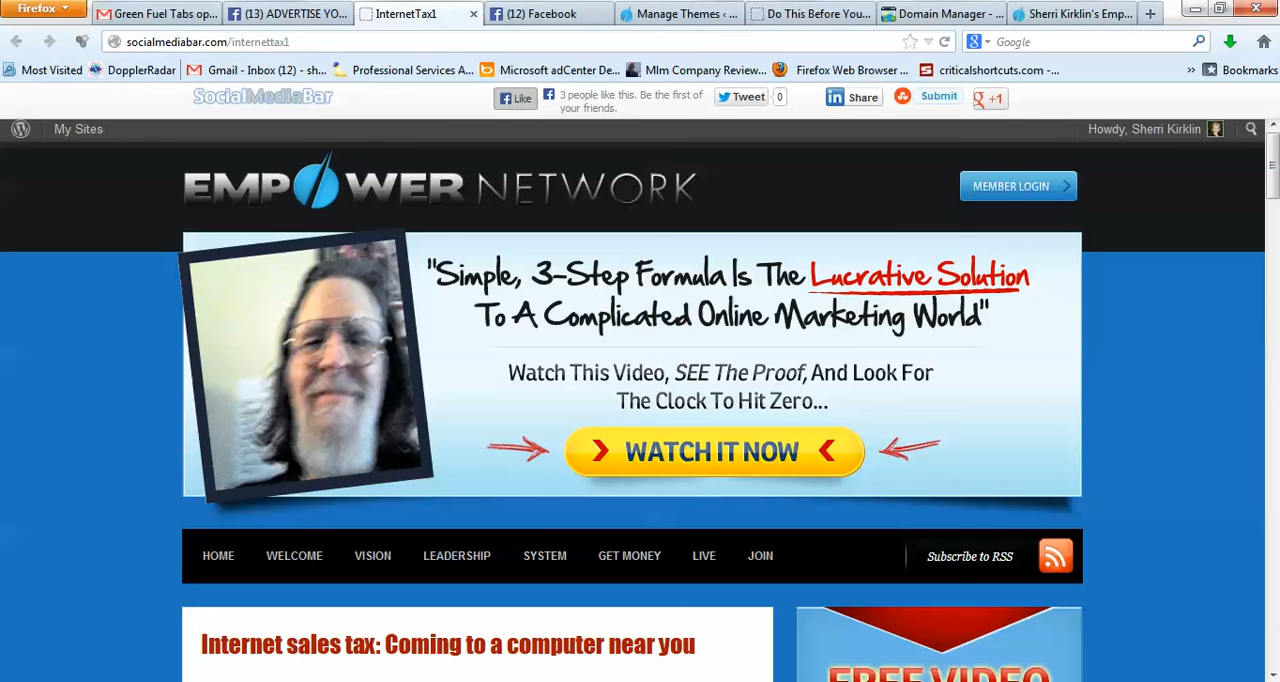 Firefox
Green Fuel Tabs op...
(13) ADVERTISE YO...
InternetTax1
(12) Facebook
Manage Themes ‹ ...
Do This Before You...
Domain Manager - ...
Sherri Kirklin's Emp...
socialmediabar.com/internettax1
Google
Most Visited
DopplerRadar
Gmail - Inbox (12) - sh...
Professional Services A...
Microsoft adCenter De...
Mlm Company Review...
Firefox Web Browser ...
criticalshortcuts.com -...
»
Bookmarks
SocialMediaBar
Like
3 people like this. Be the first of
your friends.
Tweet
0
Share
Submit
+1
My Sites
Howdy, Sherri Kirklin
EMPOWER NETWORK
MEMBER LOGIN
"Simple, 3-Step Formula Is The Lucrative Solution
To A Complicated Online Marketing World"
Watch This Video, SEE The Proof, And Look For
The Clock To Hit Zero...
WATCH IT NOW
HOME WELCOME VISION LEADERSHIP SYSTEM GET MONEY LIVE JOIN
Subscribe to RSS
Internet sales tax: Coming to a computer near you
FREE VIDEO